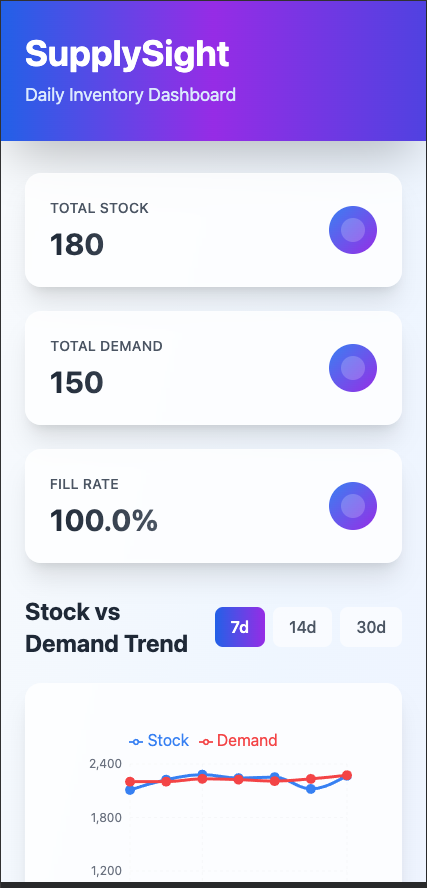 SupplySight
Daily Inventory Dashboard
TOTAL STOCK
180
TOTAL DEMAND
150
FILL RATE
100.0%
Stock vs
Demand Trend
7d 14d 30d
Stock Demand
2,400
1,800
1,200